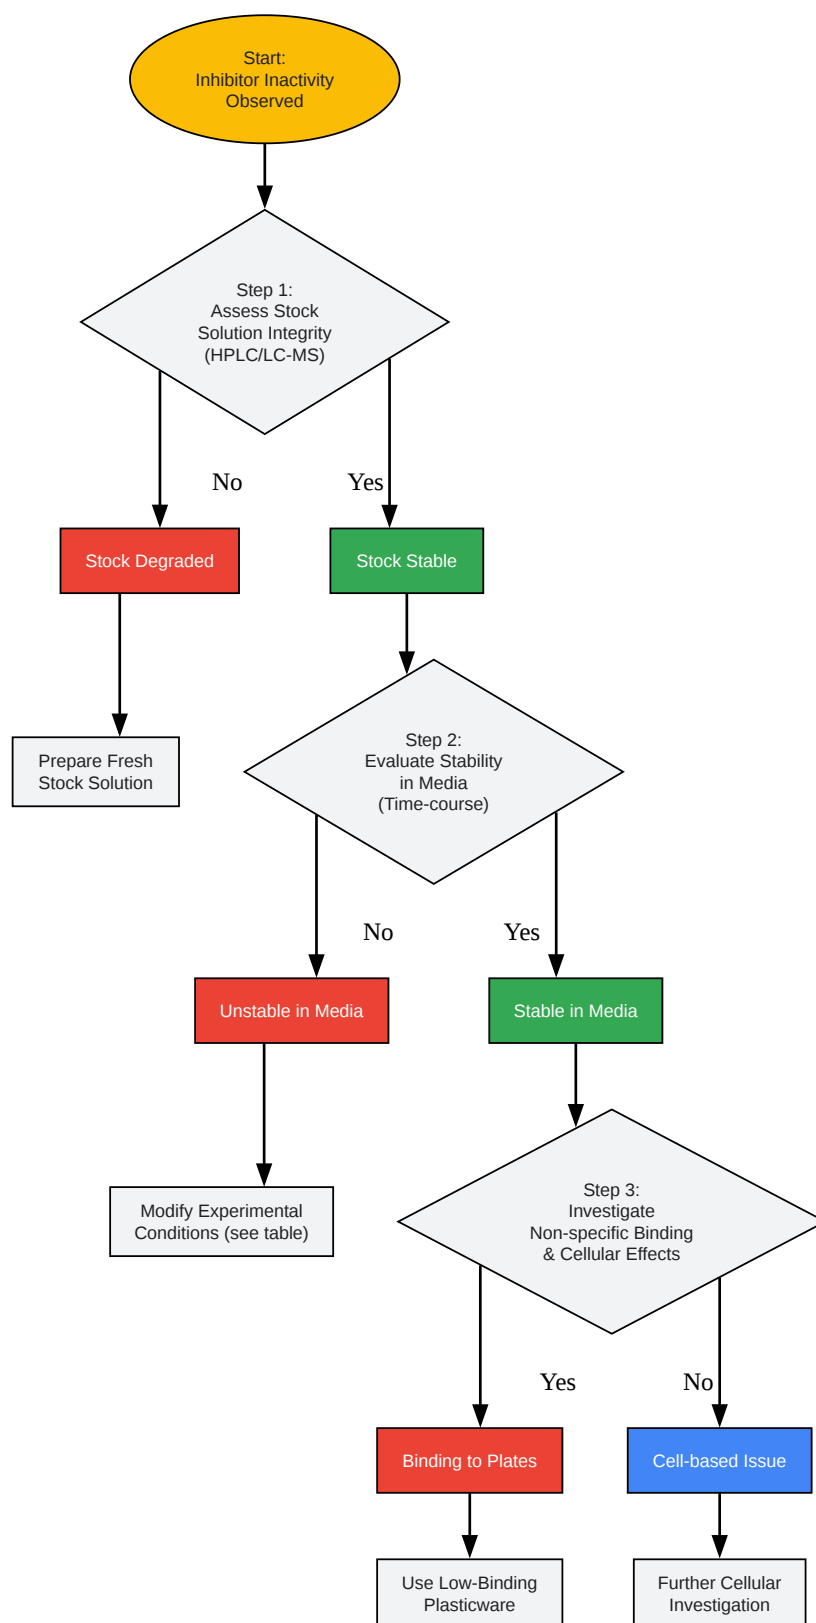 Start:
Inhibitor Inactivity
Observed
Step 1:
Assess Stock
Solution Integrity
(HPLC/LC-MS)
No
Yes
Stock Degraded
Stock Stable
Prepare Fresh
Stock Solution
Step 2:
Evaluate Stability
in Media
(Time-course)
No
Yes
Unstable in Media
Stable in Media
Modify Experimental
Conditions (see table)
Step 3:
Investigate
Non-specific Binding
& Cellular Effects
Yes
No
Binding to Plates
Cell-based Issue
Use Low-Binding
Plasticware
Further Cellular
Investigation